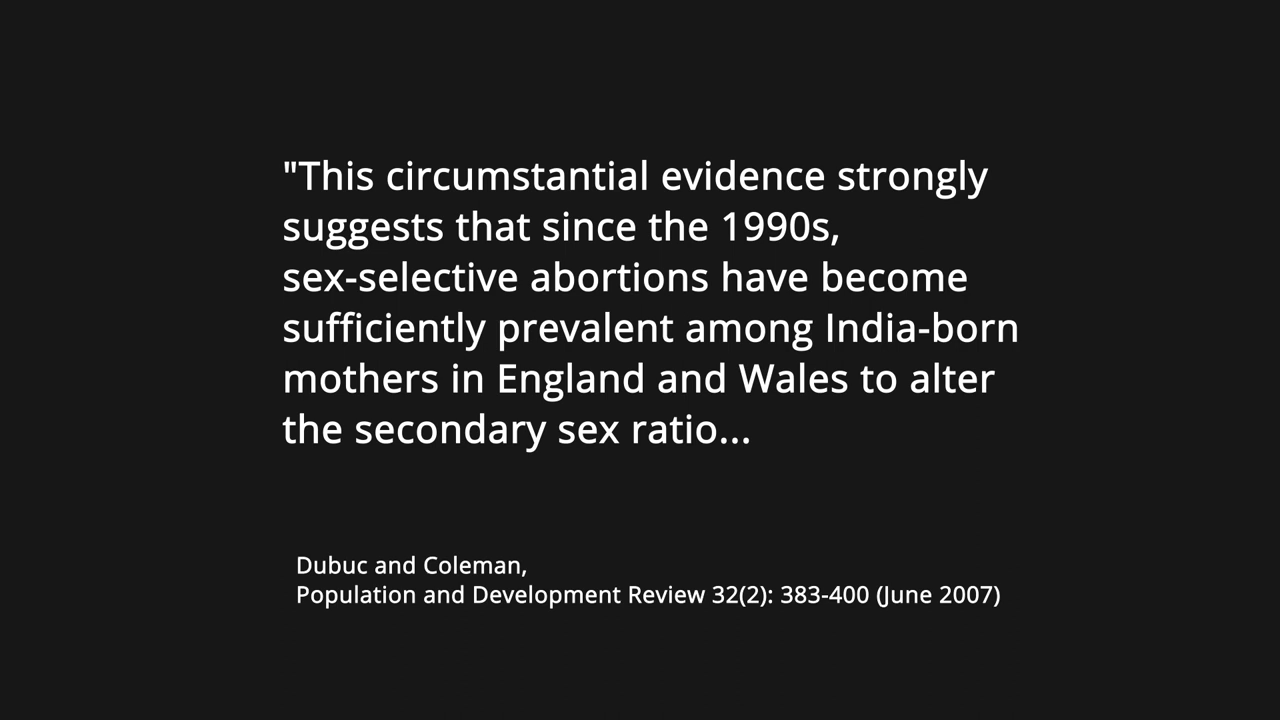 "This circumstantial evidence strongly
suggests that since the 1990s,
sex-selective abortions have become
sufficiently prevalent among India-born
mothers in England and Wales to alter
the secondary sex ratio...
Dubuc and Coleman,
Population and Development Review 32(2): 383-400 (June 2007)